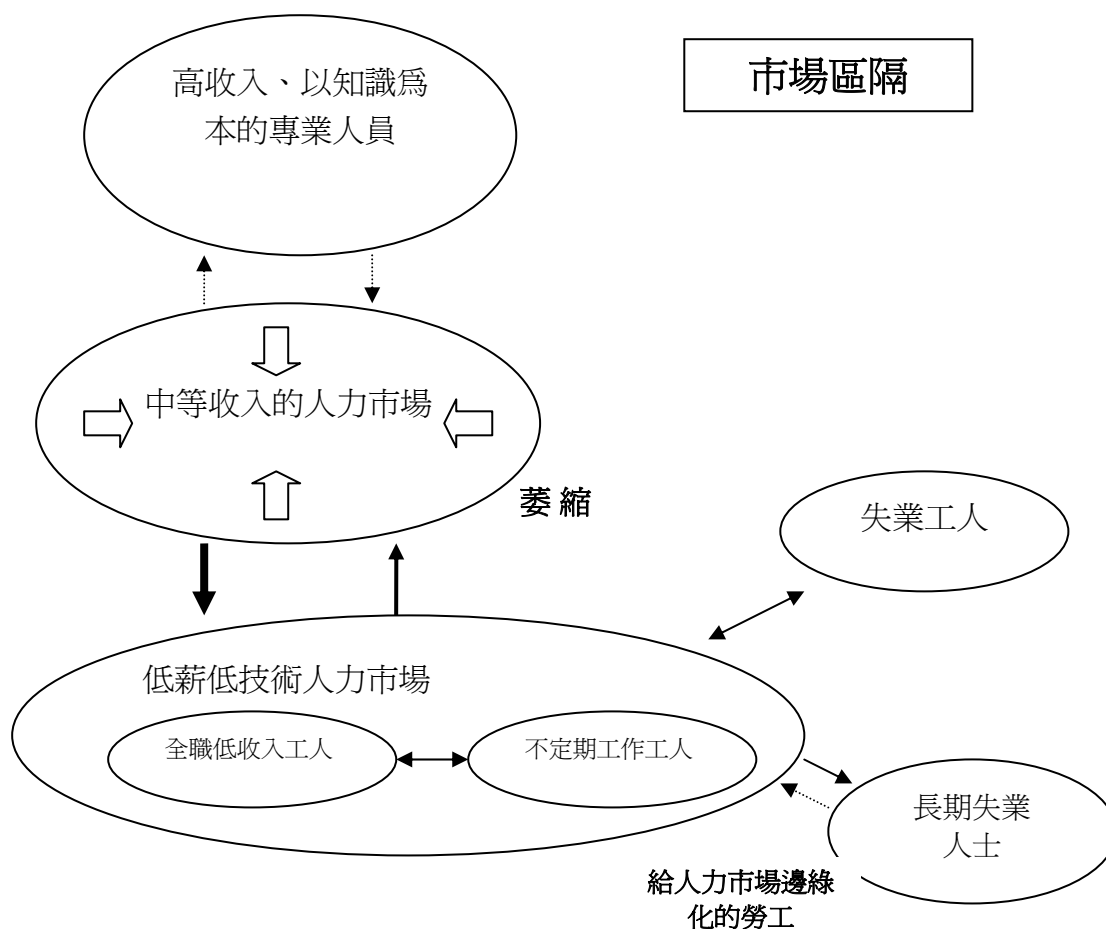 高收入、以知識爲
本的專業人員
市場區隔
中等收入的人力市場
萎縮
失業工人
低薪低技術人力市場
全職低收入工人
不定期工作工人
長期失業
人士
給人力市場邊綠
化的勞工